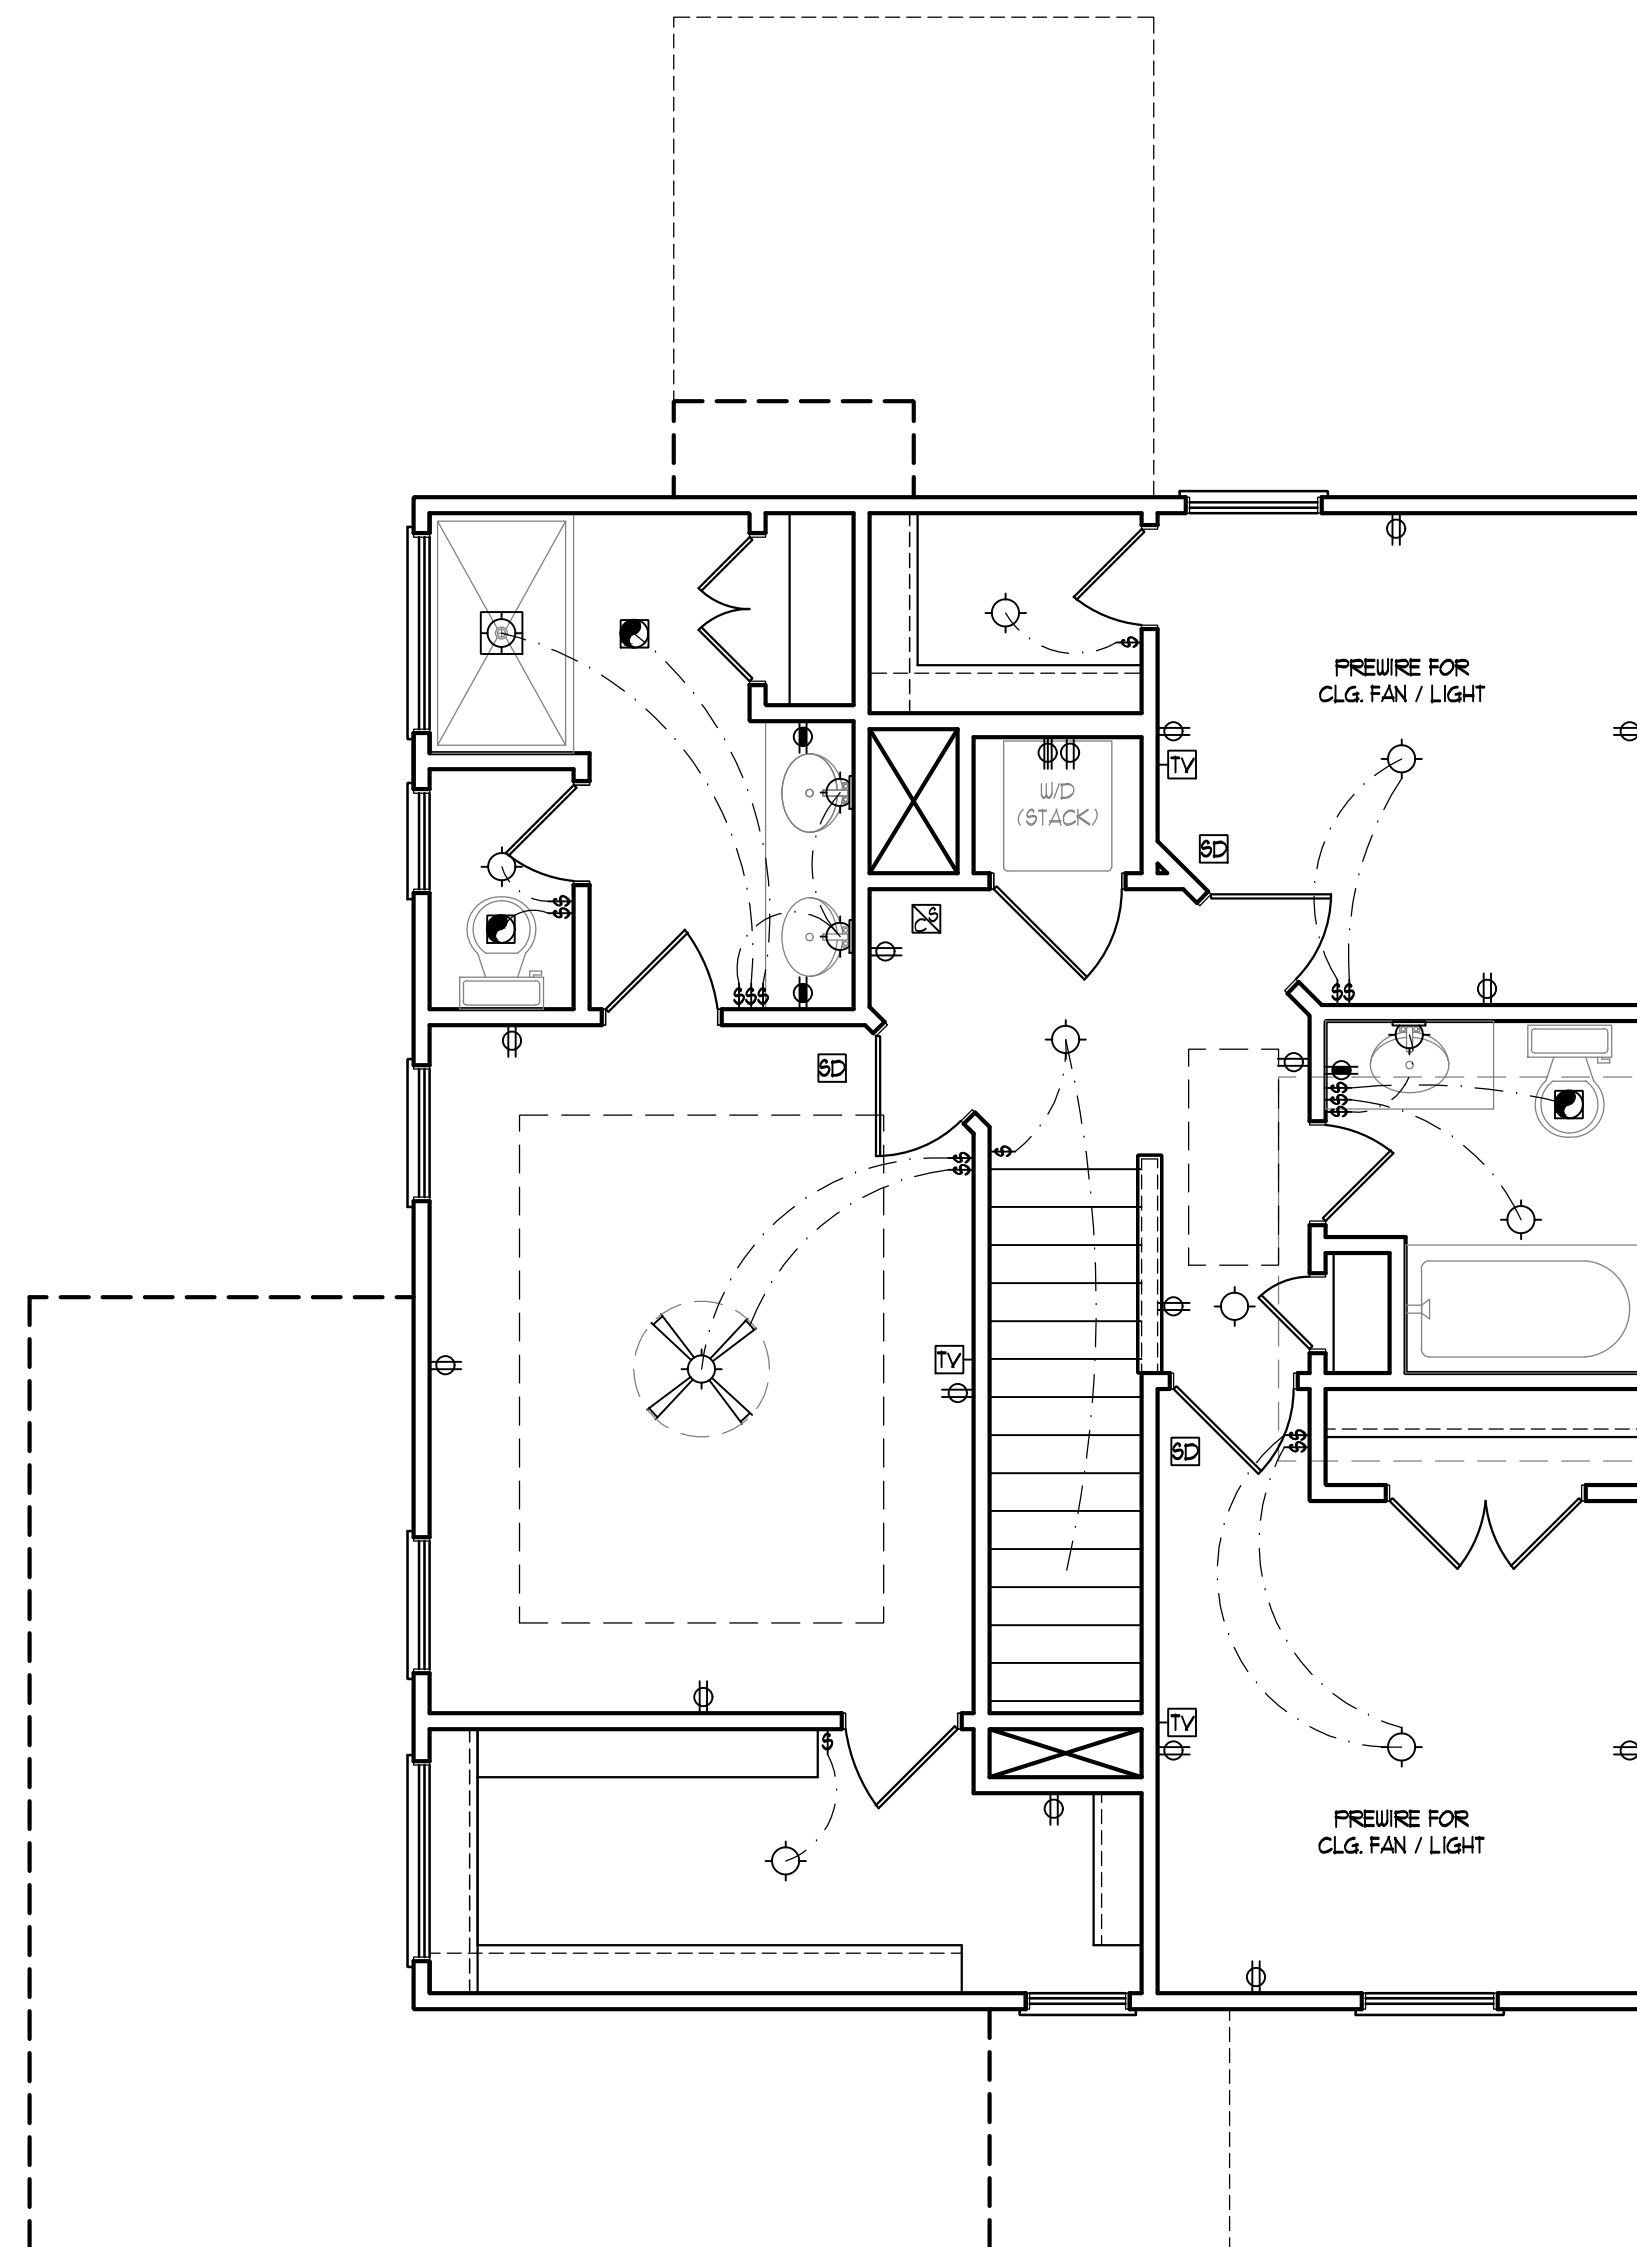 PREWIRE FOR
CLG. FAN / LIGHT
$
TV
W/D
(STACK)
SD
C/S
$$
$$
$$$
$$
SD
$
$$
$$
$$
$$
TV
$$
$$
SD
TV
$
PREWIRE FOR
CLG. FAN / LIGHT